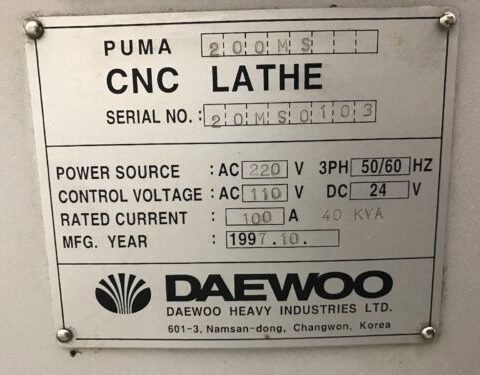 PUMA 200MS
CNC LATHE
SERIAL NO.: 20MS0103
POWER SOURCE : AC 220 V 3PH 50/60 HZ
CONTROL VOLTAGE : AC 110 V DC 24 V
RATED CURRENT : 100 A 40 KVA
MFG. YEAR : 1997.10.
DAEWOO
DAEWOO HEAVY INDUSTRIES LTD.
601-3, Namsan-dong, Changwon, Korea